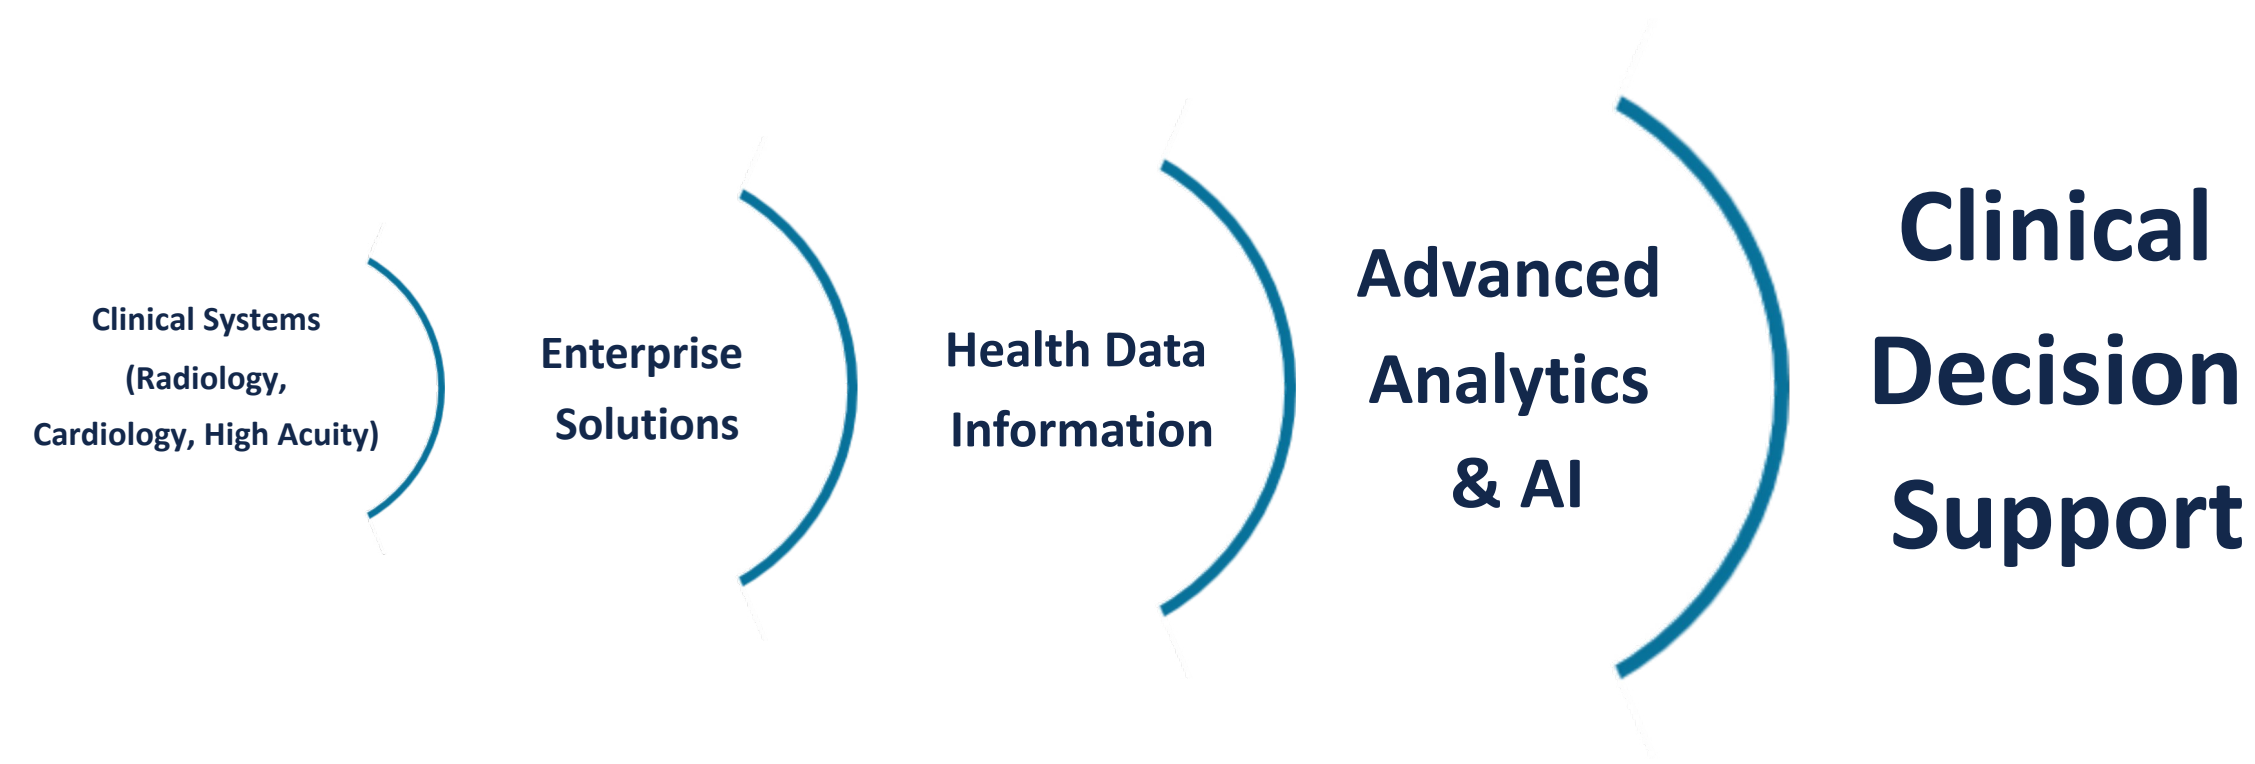 Clinical Systems
(Radiology,
Cardiology, High Acuity)
Enterprise
Solutions
Health Data
Information
Advanced
Analytics
& AI
Clinical
Decision
Support